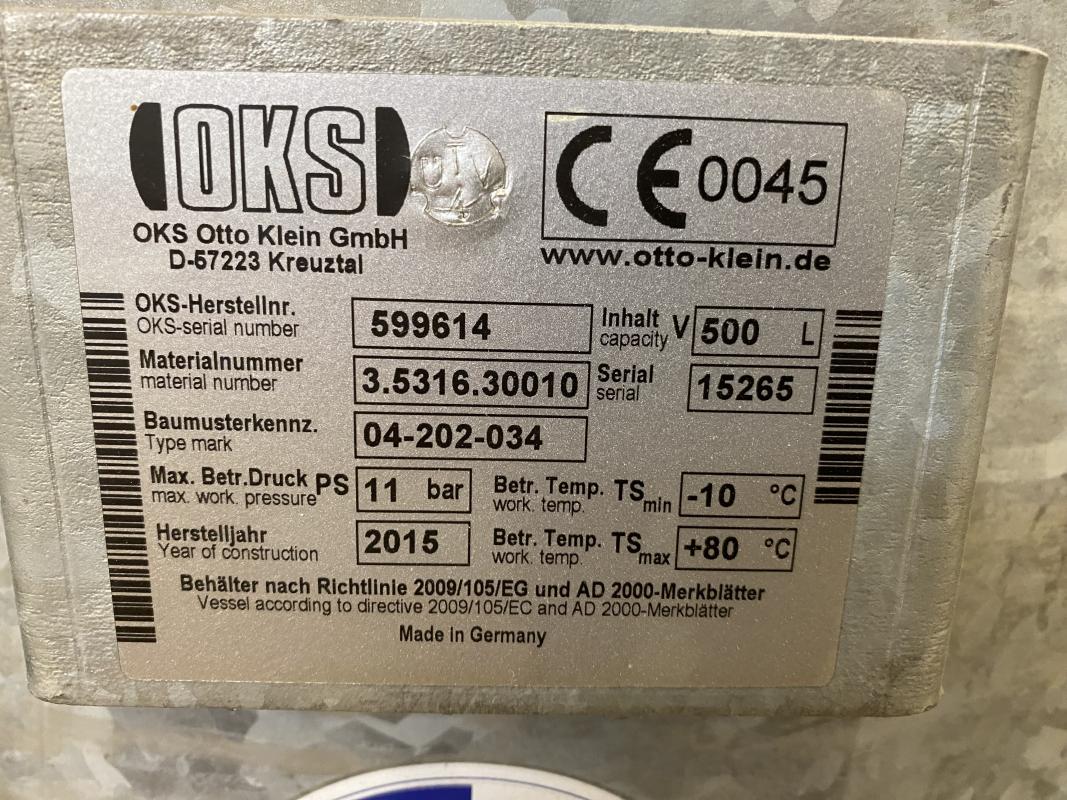 OKS
UTV
CE 0045
OKS Otto Klein GmbH
D-57223 Kreuztal
www.otto-klein.de
OKS-Herstellnr.
OKS-serial number
599614
Inhalt
capacity
V 500 L
Materialnummer
material number
3.5316.30010
Serial
serial
15265
Baumusterkennz.
Type mark
04-202-034
Max. Betr.Druck PS
max. work. pressure
11 bar
Betr. Temp. TS min
work. temp.
-10 °C
Herstelljahr
Year of construction
2015
Betr. Temp. TS max
work. temp.
+80 °C
Behälter nach Richtlinie 2009/105/EG und AD 2000-Merkblätter
Vessel according to directive 2009/105/EC and AD 2000-Merkblätter
Made in Germany